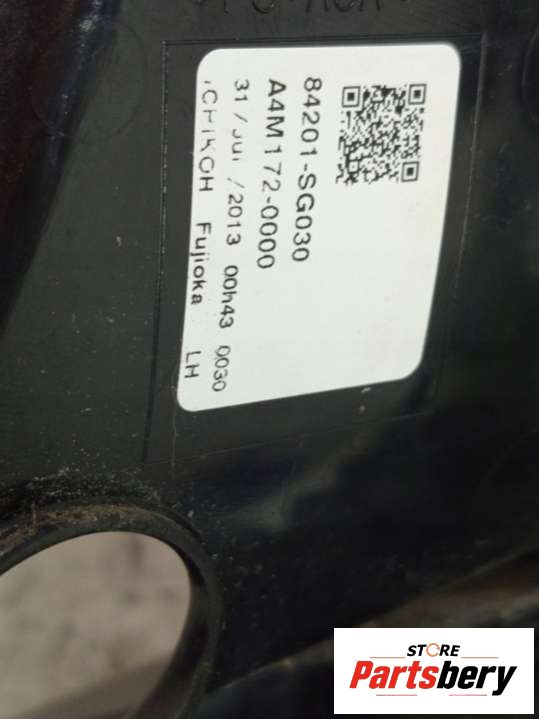 84201-SG030
A4M172-0000
31/Jul /2013 00h43 0030
ICHIKOH Fujioka LH
STORE
Partsbery